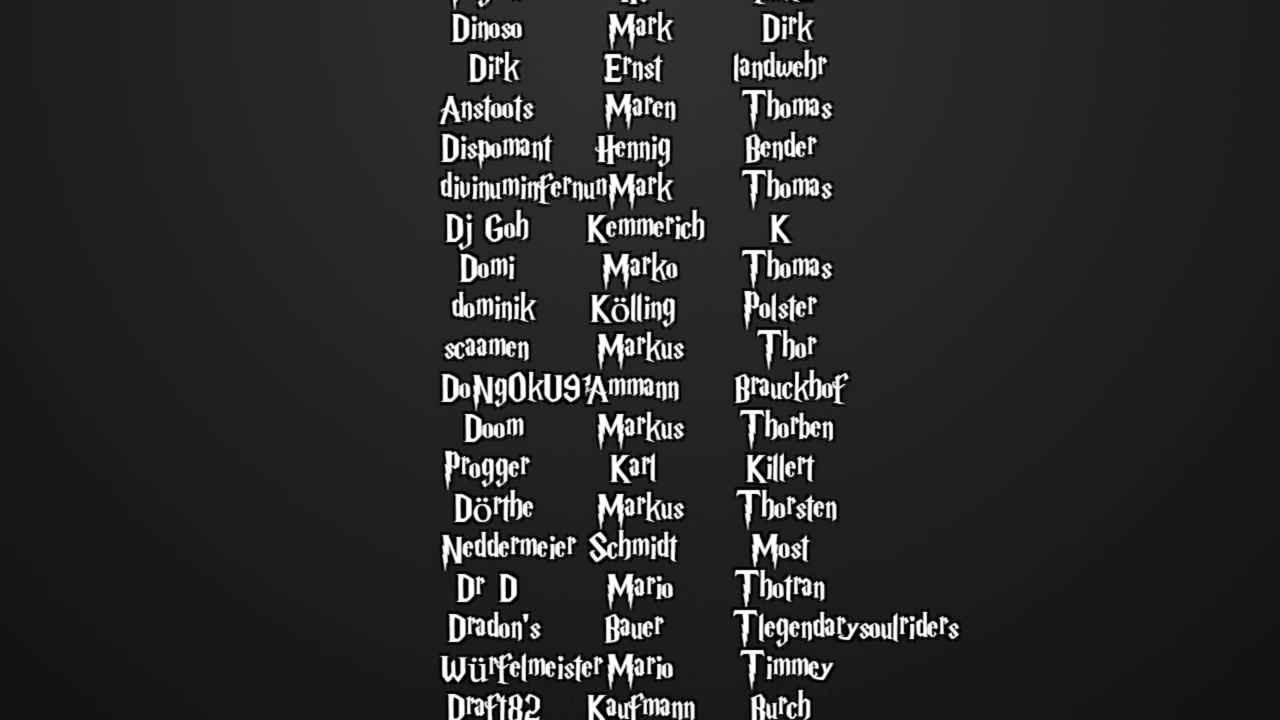 Dinoso Mark Dirk
Dirk Ernst landwehr
Anstoots Maren Thomas
Dispomant Hennig Bender
divinuminfernun Mark Thomas
Dj Goh Kemmerich K
Domi Marko Thomas
dominik Kölling Polster
scaamen Markus Thor
DoNgOkU9 Ammann Brauckhof
Doom Markus Thorben
Progger Karl Killert
Dörthe Markus Thorsten
Neddermeier Schmidt Most
Dr D Mario Thotran
Dradon's Bauer Tlegendarysoulriders
Würfelmeister Mario Timmey
Draft82 Kaufmann Burch